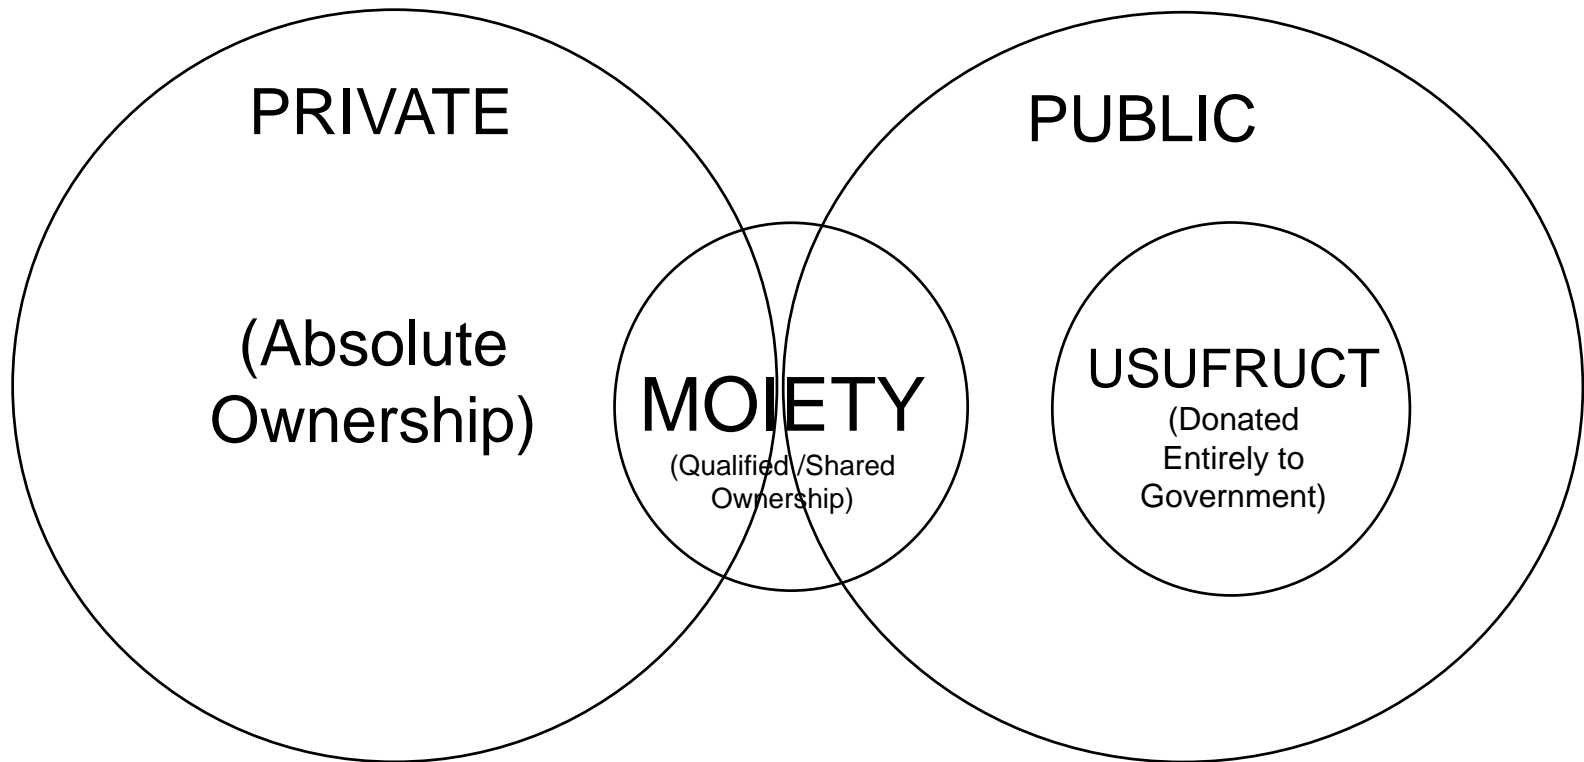 PRIVATE
(Absolute
Ownership)
MOIETY
(Qualified /Shared
Ownership)
PUBLIC
USUFRUCT
(Donated
Entirely to
Government)